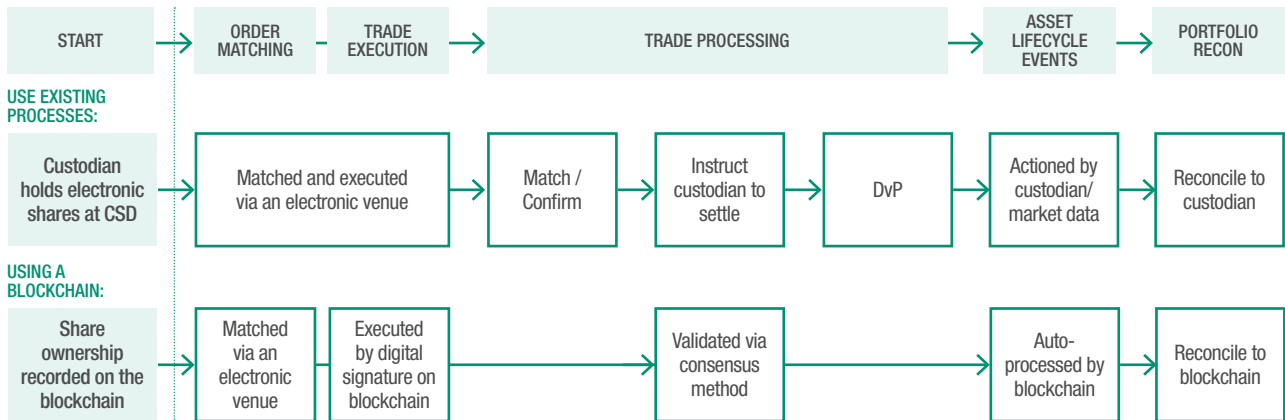 START
ORDER
MATCHING
TRADE
EXECUTION
TRADE PROCESSING
ASSET
LIFECYCLE
EVENTS
PORTFOLIO
RECON
USE EXISTING
PROCESSES:
Custodian
holds electronic
shares at CSD
Matched and executed
via an electronic venue
Match /
Confirm
Instruct
custodian to
settle
DvP
Actioned by
custodian/
market data
Reconcile to
custodian
USING A
BLOCKCHAIN:
Share
ownership
recorded on the
blockchain
Matched
via an
electronic
venue
Executed
by digital
signature on
blockchain
Validated via
consensus
method
Auto-
processed by
blockchain
Reconcile to
blockchain